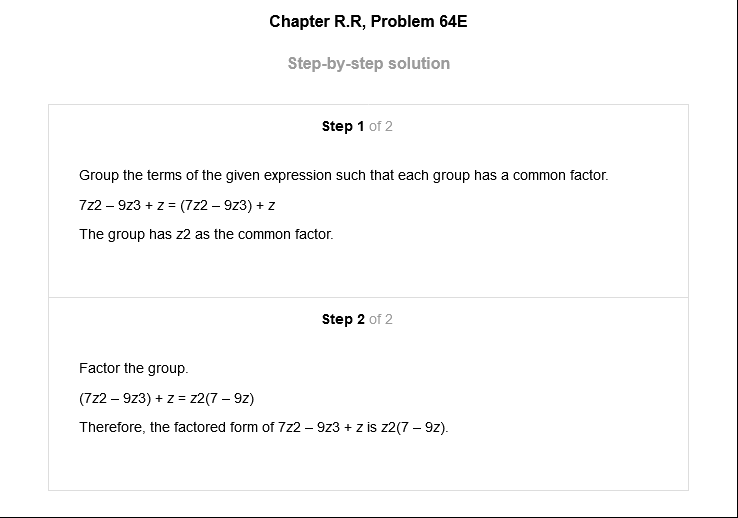 Chapter R.R, Problem 64E
Step-by-step solution
Step 1 of 2
Group the terms of the given expression such that each group has a common factor.
7z2 – 9z3 + z = (7z2 – 9z3) + z
The group has z2 as the common factor.
Step 2 of 2
Factor the group.
(7z2 – 9z3) + z = z2(7 – 9z)
Therefore, the factored form of 7z2 – 9z3 + z is z2(7 – 9z).